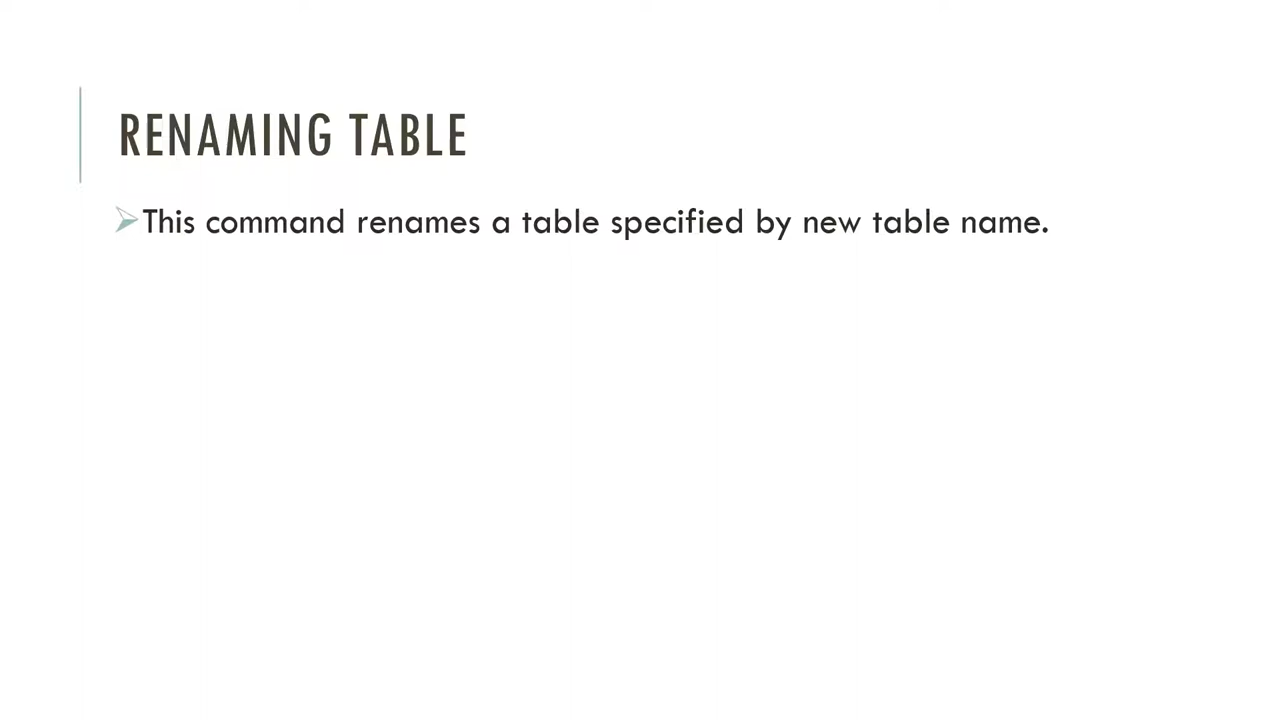 RENAMING TABLE
This command renames a table specified by new table name.